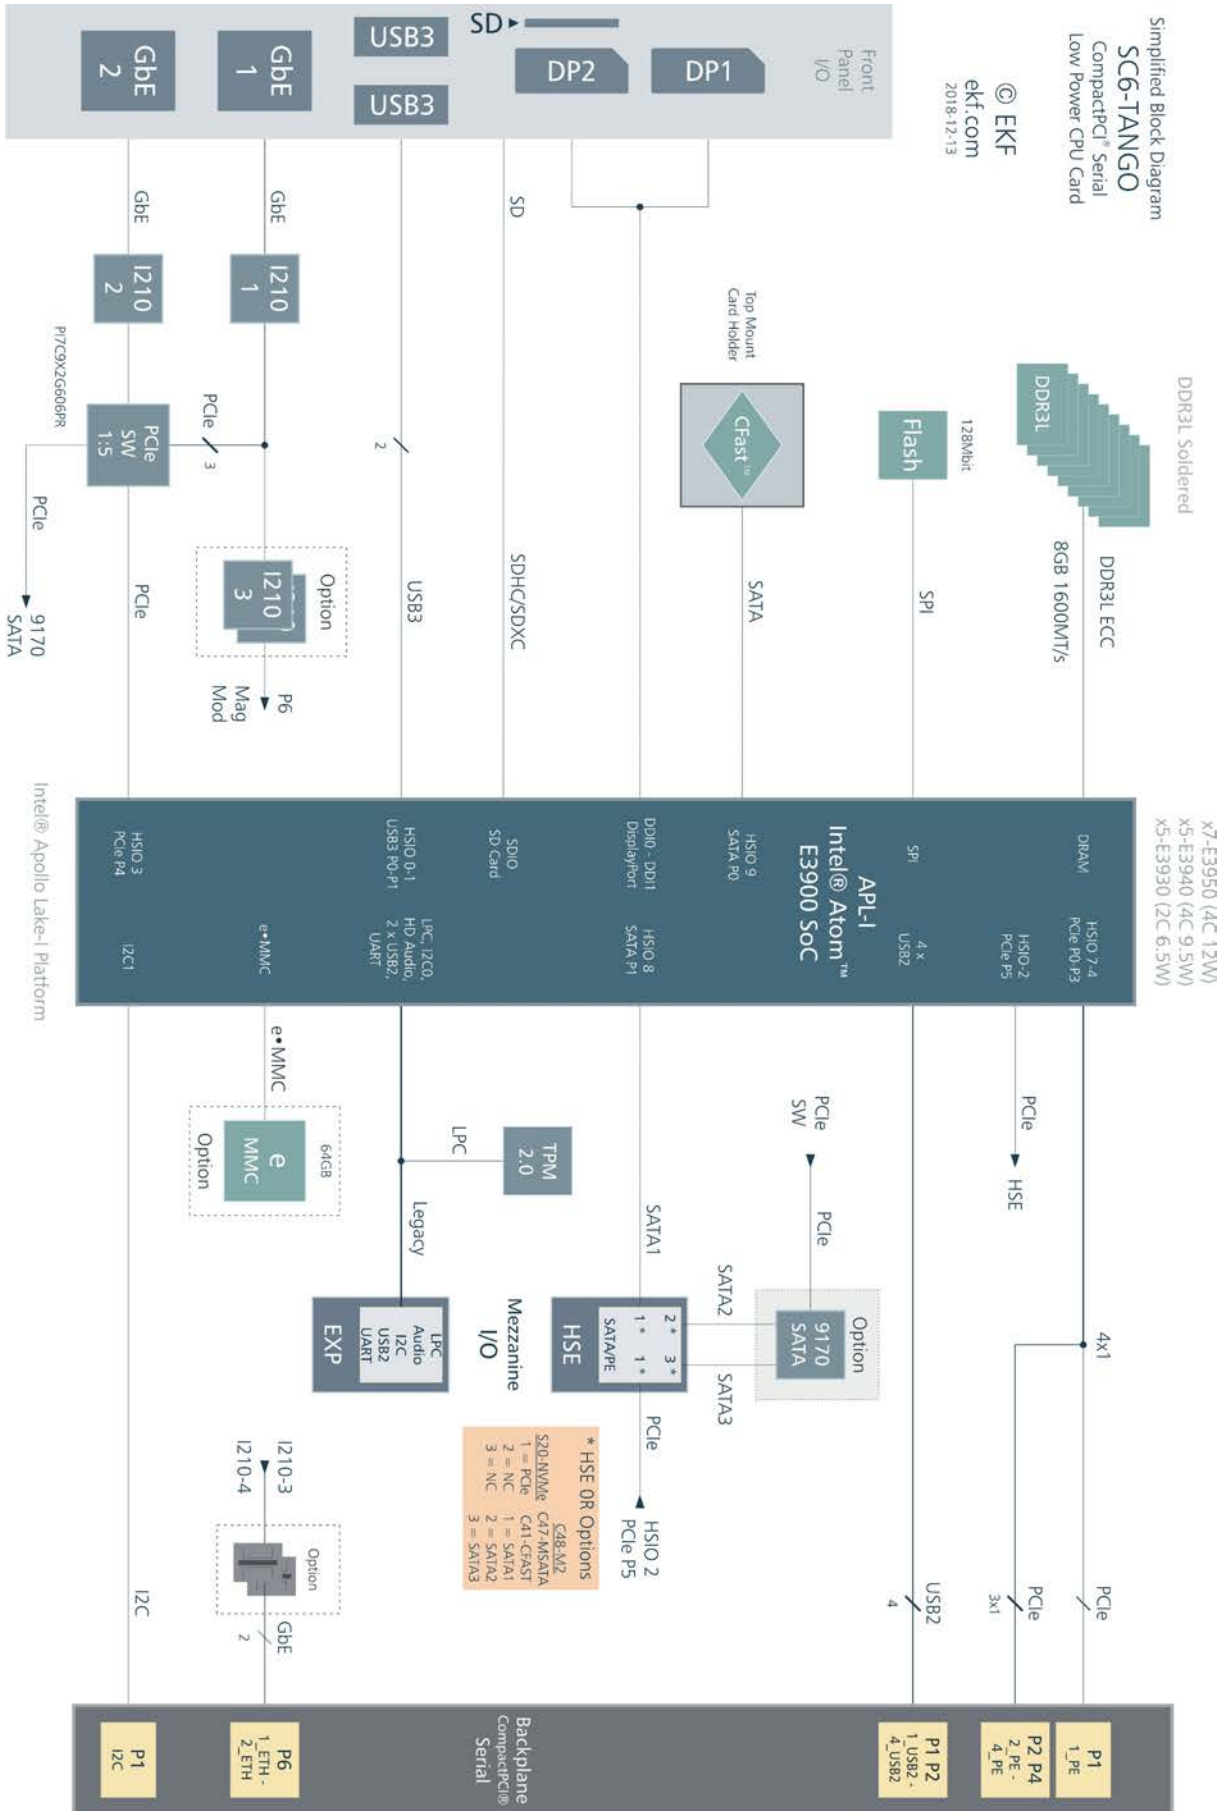 Simplified Block Diagram
SC6-TANGO
CompactPCI® Serial
Low Power CPU Card
© EKF
ekf.com
2018-12-13
Front
Panel
I/O
DP1
DP2
SD
USB3
USB3
GbE
1
GbE
2
SD
GbE
GbE
I210
1
I210
2
PI7C9X2G606PR
PCIe
SW
1:5
PCIe
3
PCIe
9170
SATA
PCIe
Option
I210
3
P6
Mag
Mod
2
USB3
SDHC/SDXC
Top Mount
Card Holder
CFast™
SATA
128Mbit
Flash
SPI
DDR3L Soldered
DDR3L
DDR3L ECC
8GB 1600MT/s
x7-E3950 (4C 12W)
x5-E3940 (4C 9.5W)
x5-E3930 (2C 6.5W)
APL-I
Intel® Atom™
E3900 SoC
DRAM
SPI
HSIO 9
SATA P0
DDI0 - DDI1
DisplayPort
SDIO
SD Card
HSIO 0-1
USB3 P0-P1
HSIO 3
PCIe P4
HSIO 7-4
PCIe P0-P3
HSIO-2
PCIe P5
4 x
USB2
HSIO 8
SATA P1
LPC, I2C0,
HD Audio,
2 x USB2,
UART
e•MMC
I2C1
Intel® Apollo Lake-I Platform
4x1
PCIe
PCIe
3x1
PCIe
HSE
USB2
4
PCIe
SW
PCIe
Option
9170
SATA
SATA2
SATA3
SATA1
2 * 3 *
1 * 1 *
SATA/PE
HSE
PCIe
HSIO 2
PCIe P5
* HSE OR Options
C48-M2
S20-NVMe C47-MSATA
1 = PCIe C41-CFAST
2 = NC 1 = SATA1
3 = NC 2 = SATA2
3 = SATA3
Mezzanine
I/O
TPM
2.0
LPC
Legacy
LPC
Audio
I2C
USB2
UART
EXP
e•MMC
64GB
e
MMC
Option
I210-3
I210-4
Option
GbE
2
I2C
P1
1_PE
P2 P4
2_PE -
4_PE
P1 P2
1_USB2 -
4_USB2
Backplane
CompactPCI®
Serial
P6
1_ETH -
2_ETH
P1
I2C